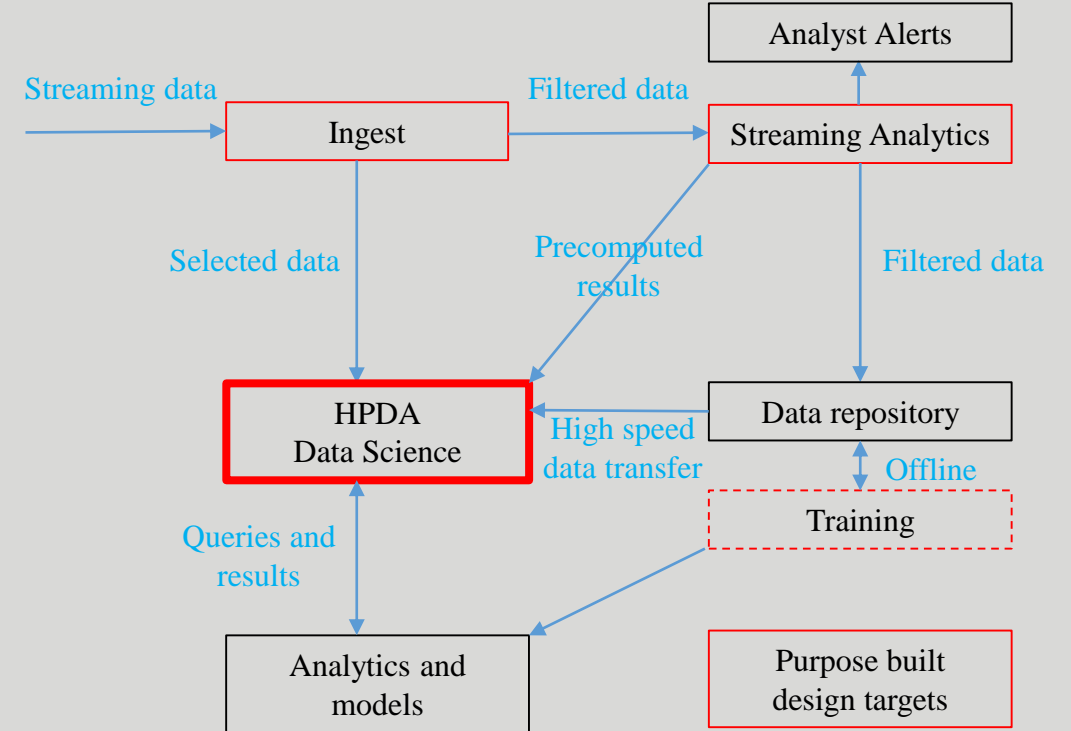 Analyst Alerts
Streaming data
Filtered data
Ingest
Streaming Analytics
Selected data
Precomputed
results
Filtered data
HPDA
Data Science
High speed
data transfer
Data repository
Offline
Training
Queries and
results
Analytics and
models
Purpose built
design targets